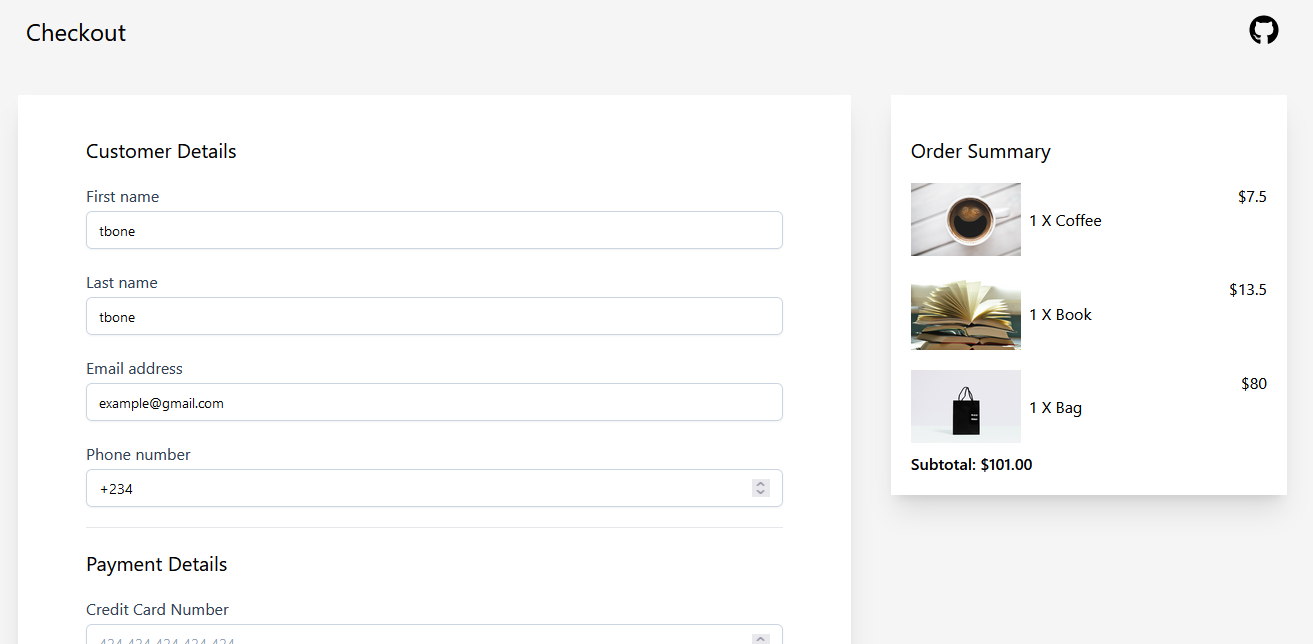 Checkout
Customer Details
First name
tbone
Last name
tbone
Email address
example@gmail.com
Phone number
+234
Payment Details
Credit Card Number
Order Summary
1 X Coffee
$7.5
1 X Book
$13.5
1 X Bag
$80
Subtotal: $101.00